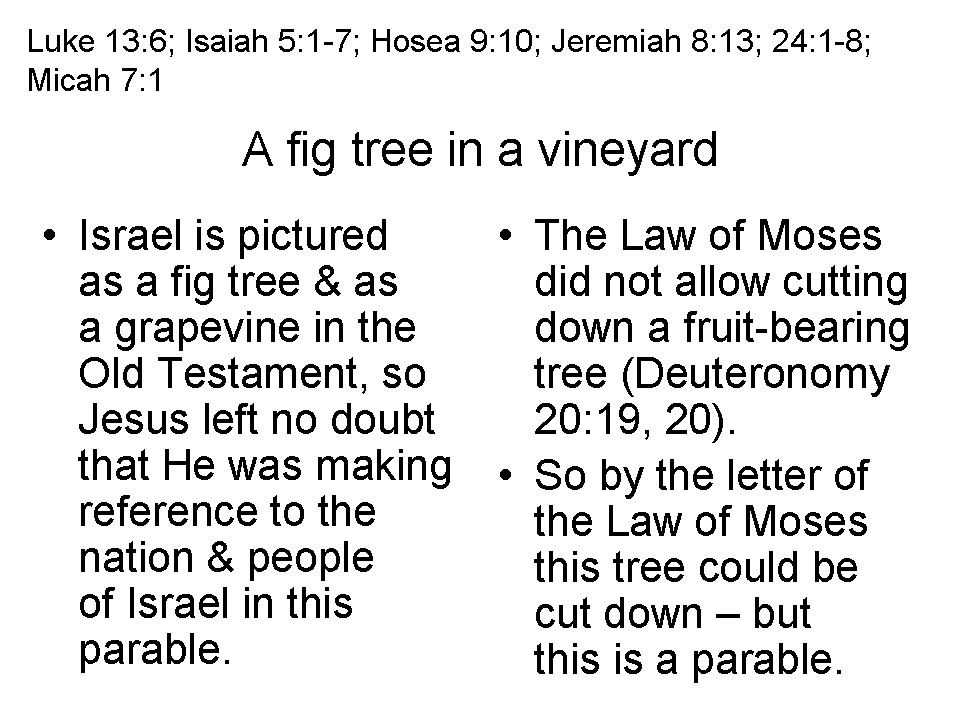 Luke 13:6; Isaiah 5:1-7; Hosea 9:10; Jeremiah 8:13; 24:1-8;
Micah 7:1
A fig tree in a vineyard
• Israel is pictured
as a fig tree & as
a grapevine in the
Old Testament, so
Jesus left no doubt
that He was making
reference to the
nation & people
of Israel in this
parable.
• The Law of Moses
did not allow cutting
down a fruit-bearing
tree (Deuteronomy
20:19, 20).
• So by the letter of
the Law of Moses
this tree could be
cut down – but
this is a parable.